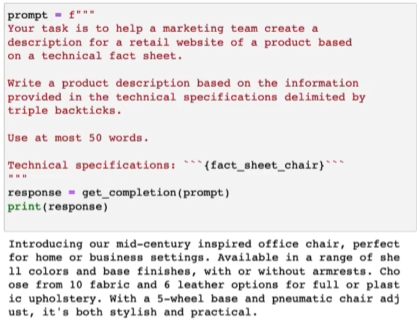 prompt = f"""
Your task is to help a marketing team create a
description for a retail website of a product based
on a technical fact sheet.
Write a product description based on the information
provided in the technical specifications delimited by
triple backticks.
Use at most 50 words.
Technical specifications: ```{fact_sheet_chair}```
"""
response = get_completion(prompt)
print(response)
Introducing our mid-century inspired office chair, perfect
for home or business settings. Available in a range of she
ll colors and base finishes, with or without armrests. Cho
ose from 10 fabric and 6 leather options for full or plast
ic upholstery. With a 5-wheel base and pneumatic chair adj
ust, it's both stylish and practical.